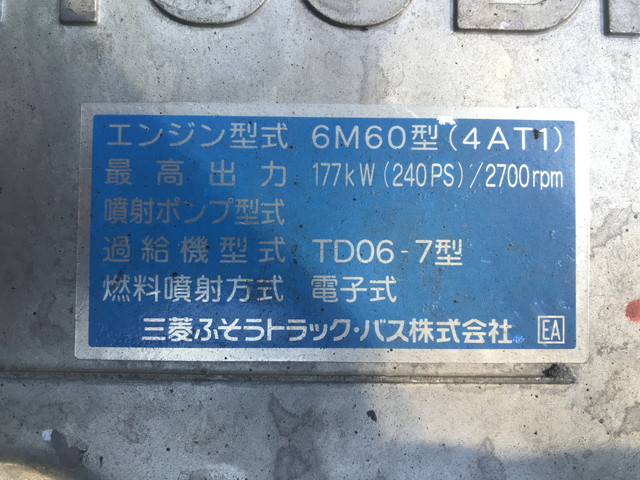 エンジン型式 6M60型(4AT1)
最高出力 177kW(240PS)/2700rpm
噴射ポンプ型式
過給機型式 TD06-7型
燃料噴射方式 電子式
三菱ふそうトラック・バス株式会社 EA